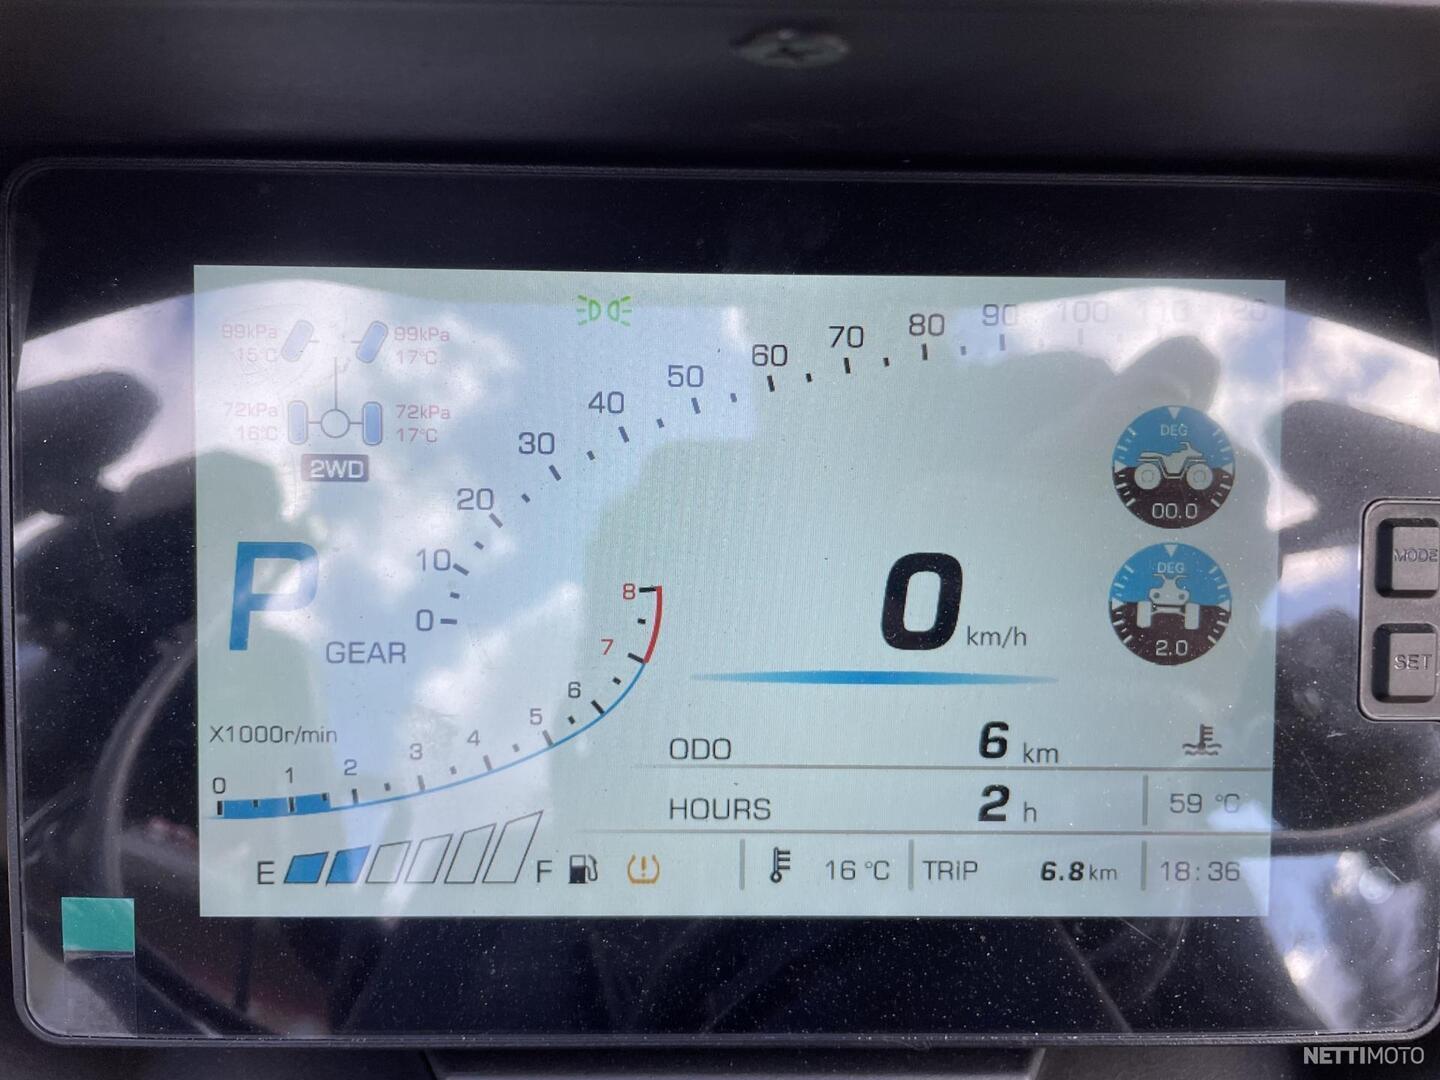 99kPa 99kPa
15°C 17°C
72kPa 72kPa
16°C 17°C
2WD
P
GEAR
0 10 20 30 40 50 60 70 80 90 100 110
DEG
00.0
DEG
2.0
0 km/h
X1000r/min
0 1 2 3 4 5 6 7 8
ODO 6 km
HOURS 2 h 59 °C
E F 16 °C TRIP 6.8 km 18:36
MODE
SET
NETTIMOTO